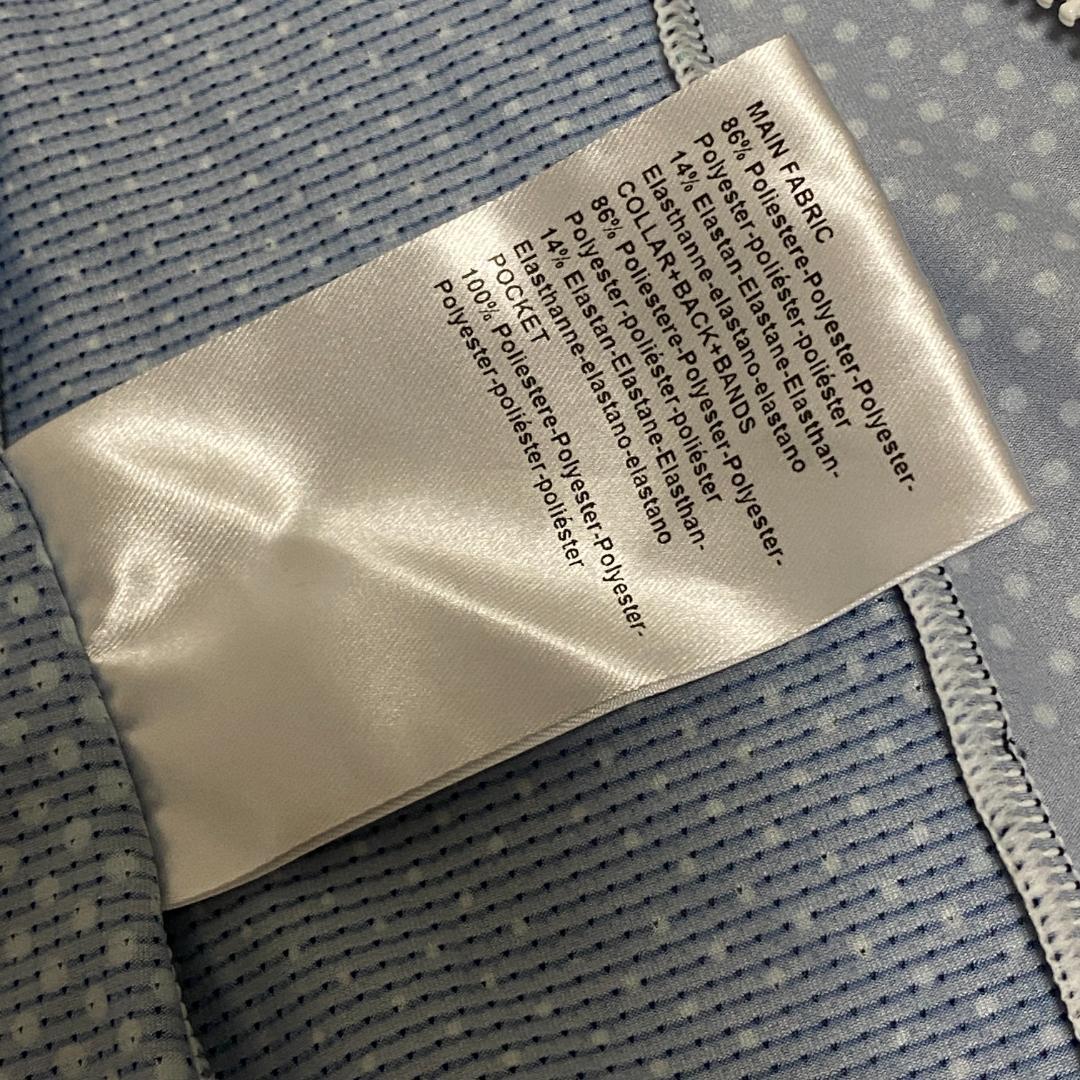 MAIN FABRIC
86% Poliestere-Polyester-Polyester-
Polyester-poliéster-poliéster
14% Elastan-Elastane-Elasthan-
Elasthanne-elastano-elastano
COLLAR+BACK+BANDS
86% Poliestere-Polyester-Polyester-
Polyester-poliéster-poliéster
14% Elastan-Elastane-Elasthan-
Elasthanne-elastano-elastano
POCKET
100% Poliestere-Polyester-Polyester-
Polyester-poliéster-poliéster